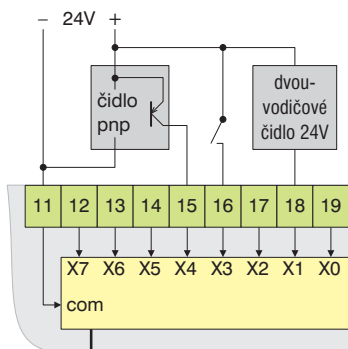 − 24V +
čidlo
pnp
dvou-
vodičové
čidlo 24V
11 12 13 14 15 16 17 18 19
X7 X6 X5 X4 X3 X2 X1 X0
com